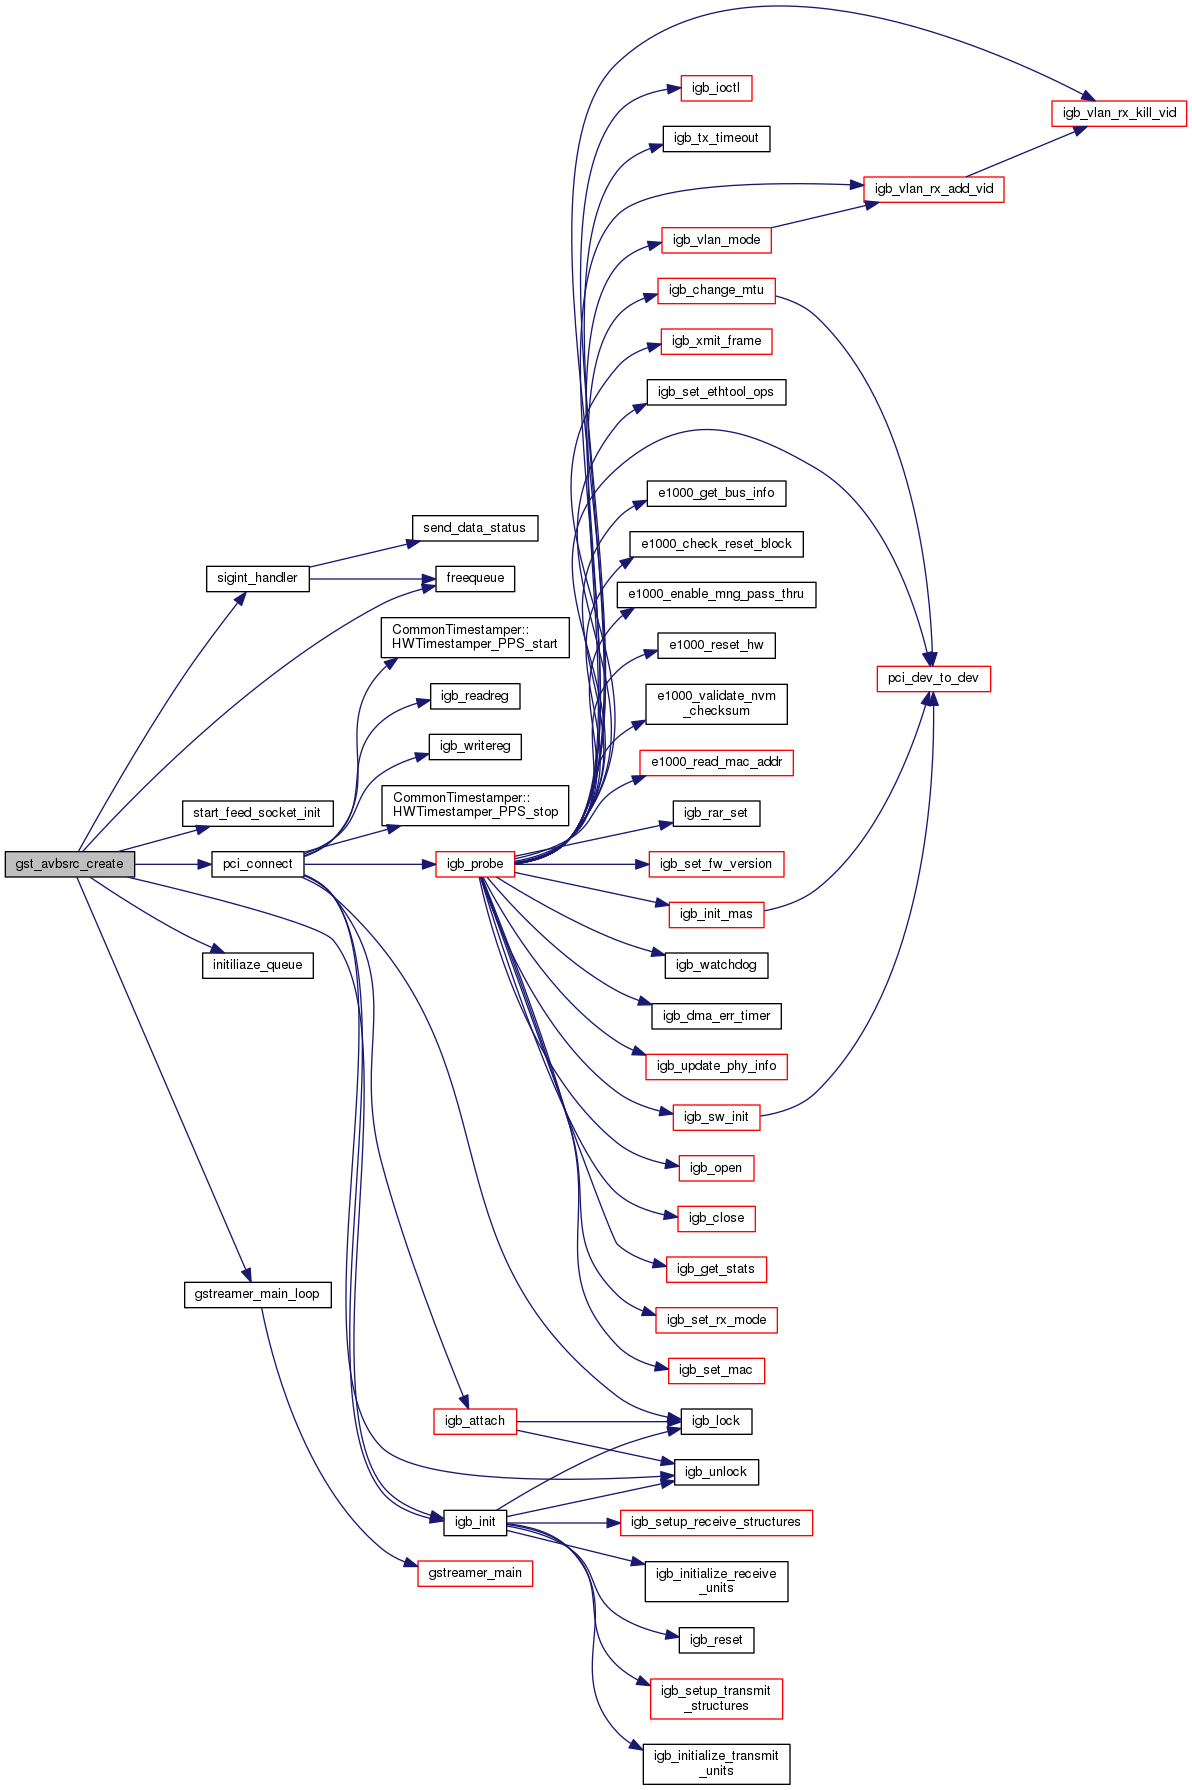 igb_ioctl
igb_vlan_rx_kill_vid
igb_tx_timeout
igb_vlan_rx_add_vid
igb_vlan_mode
igb_change_mtu
igb_xmit_frame
igb_set_ethtool_ops
e1000_get_bus_info
send_data_status
e1000_check_reset_block
sigint_handler
freequeue
e1000_enable_mng_pass_thru
CommonTimestamper::
HWTimestamper_PPS_start
e1000_reset_hw
pci_dev_to_dev
igb_readreg
e1000_validate_nvm
_checksum
igb_writereg
e1000_read_mac_addr
CommonTimestamper::
HWTimestamper_PPS_stop
start_feed_socket_init
igb_rar_set
gst_avbsrc_create
pci_connect
igb_probe
igb_set_fw_version
igb_init_mas
initiliaze_queue
igb_watchdog
igb_dma_err_timer
igb_update_phy_info
igb_sw_init
igb_open
igb_close
igb_get_stats
gstreamer_main_loop
igb_set_rx_mode
igb_set_mac
igb_attach
igb_lock
igb_unlock
igb_init
igb_setup_receive_structures
gstreamer_main
igb_initialize_receive
_units
igb_reset
igb_setup_transmit
_structures
igb_initialize_transmit
_units